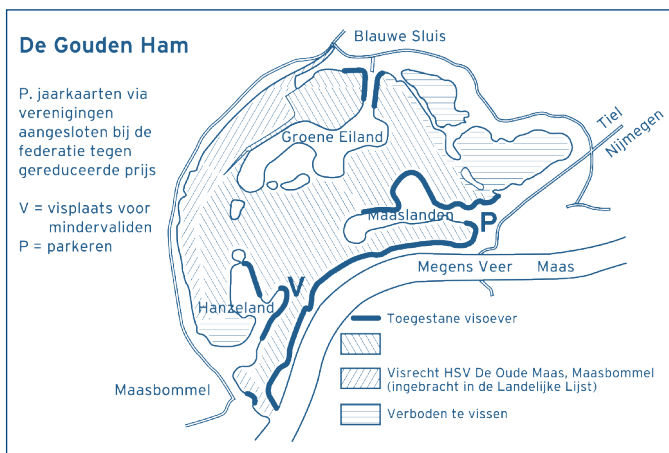 De Gouden Ham
P. jaarkaarten via
verenigingen
aangesloten bij de
federatie tegen
gereduceerde prijs
V = visplaats voor
mindervaliden
P = parkeren
Blauwe Sluis
Groene Eiland
Tiel
Nijmegen
Maaslanden
P
Megens Veer Maas
V
Hanzeland
Maasbommel
Toegestane visoever
Visrecht HSV De Oude Maas, Maasbommel
(ingebracht in de Landelijke Lijst)
Verboden te vissen